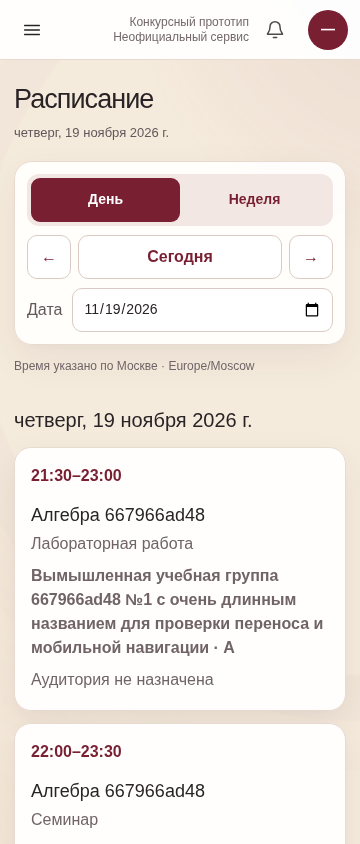 Конкурсный прототип
Неофициальный сервис
—
Расписание
четверг, 19 ноября 2026 г.
День
Неделя
←
Сегодня
→
Дата
11/19/2026
Время указано по Москве · Europe/Moscow
четверг, 19 ноября 2026 г.
21:30–23:00
Алгебра 667966ad48
Лабораторная работа
Вымышленная учебная группа
667966ad48 №1 с очень длинным
названием для проверки переноса и
мобильной навигации · А
Аудитория не назначена
22:00–23:30
Алгебра 667966ad48
Семинар